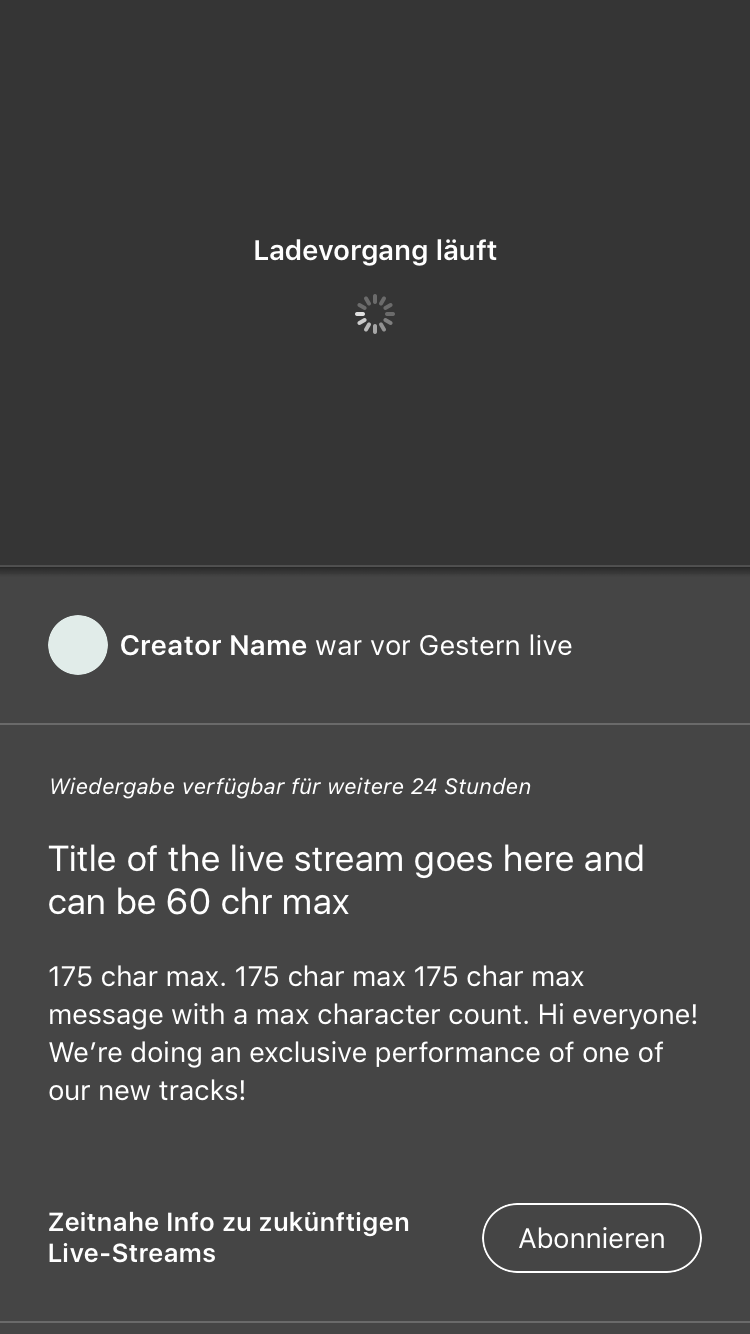 Ladevorgang läuft
Creator Name war vor Gestern live
Wiedergabe verfügbar für weitere 24 Stunden
Title of the live stream goes here and
can be 60 chr max
175 char max. 175 char max 175 char max
message with a max character count. Hi everyone!
We’re doing an exclusive performance of one of
our new tracks!
Zeitnahe Info zu zukünftigen
Live-Streams
Abonnieren